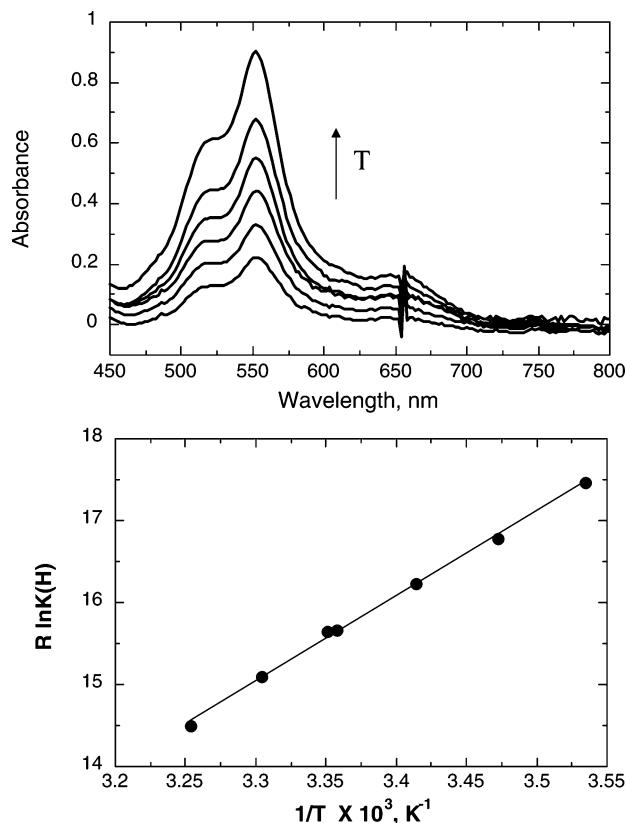 1
0.8
0.6
0.4
0.2
0
Absorbance
T
450 500 550 600 650 700 750 800
Wavelength, nm
18
17
16
15
14
R lnK(H)
3.2 3.25 3.3 3.35 3.4 3.45 3.5 3.55
1/T X 10³, K⁻¹